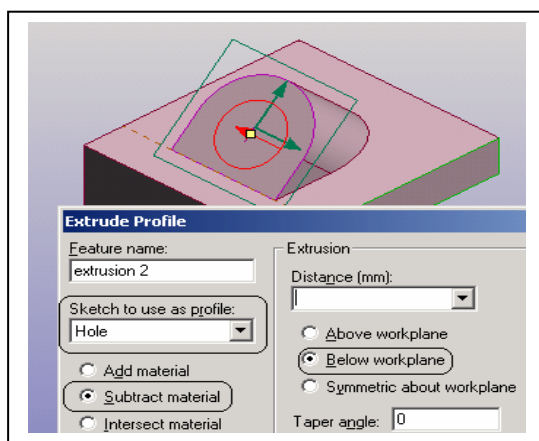 Extrude Profile
Feature name:
extrusion 2
Sketch to use as profile:
Hole
Add material
Subtract material
Intersect material
Extrusion
Distance (mm):
Above workplane
Below workplane
Symmetric about workplane
Taper angle: 0